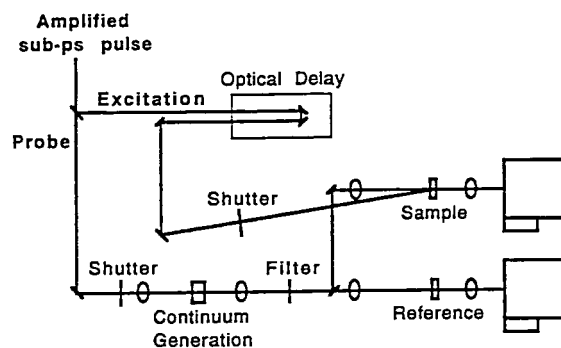 Amplified
sub-ps pulse
Optical Delay
Excitation
Probe
Shutter
Sample
Shutter
Filter
Continuum
Generation
Reference